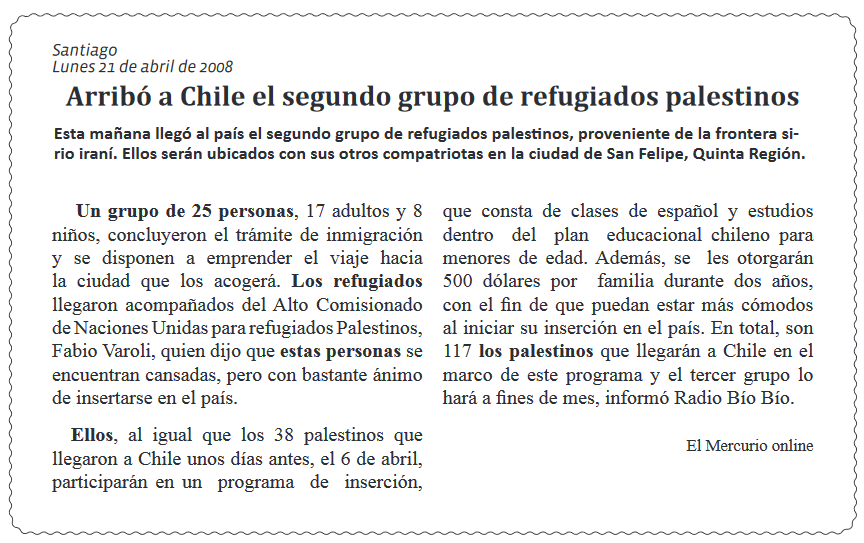 Santiago
Lunes 21 de abril de 2008
Arribó a Chile el segundo grupo de refugiados palestinos
Esta mañana llegó al país el segundo grupo de refugiados palestinos, proveniente de la frontera si-
rio iraní. Ellos serán ubicados con sus otros compatriotas en la ciudad de San Felipe, Quinta Región.
Un grupo de 25 personas, 17 adultos y 8
niños, concluyeron el trámite de inmigración
y se disponen a emprender el viaje hacia
la ciudad que los acogerá. Los refugiados
llegaron acompañados del Alto Comisionado
de Naciones Unidas para refugiados Palestinos,
Fabio Varoli, quien dijo que estas personas se
encuentran cansadas, pero con bastante ánimo
de insertarse en el país.
Ellos, al igual que los 38 palestinos que
llegaron a Chile unos días antes, el 6 de abril,
participarán en un programa de inserción,
que consta de clases de español y estudios
dentro del plan educacional chileno para
menores de edad. Además, se les otorgarán
500 dólares por familia durante dos años,
con el fin de que puedan estar más cómodos
al iniciar su inserción en el país. En total, son
117 los palestinos que llegarán a Chile en el
marco de este programa y el tercer grupo lo
hará a fines de mes, informó Radio Bío Bío.
El Mercurio online